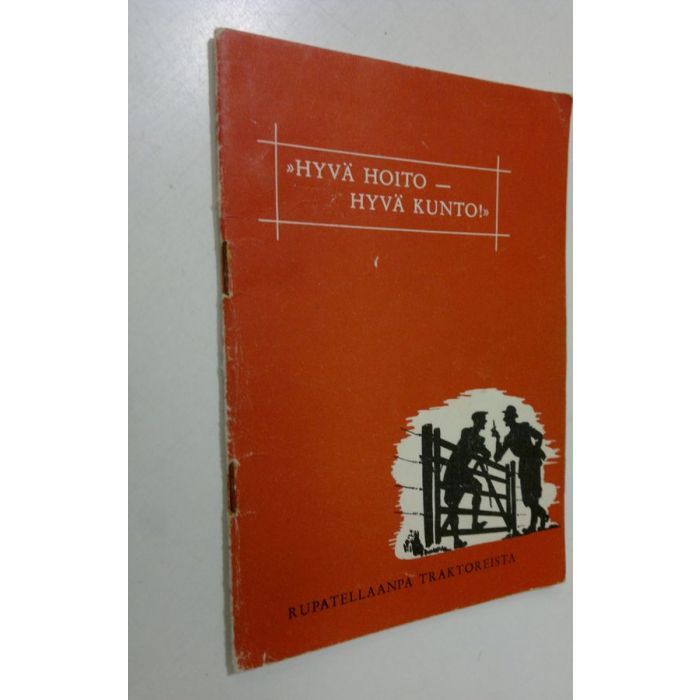 »HYVÄ HOITO —
HYVÄ KUNTO!»
RUPATELLAANPA TRAKTOREISTA